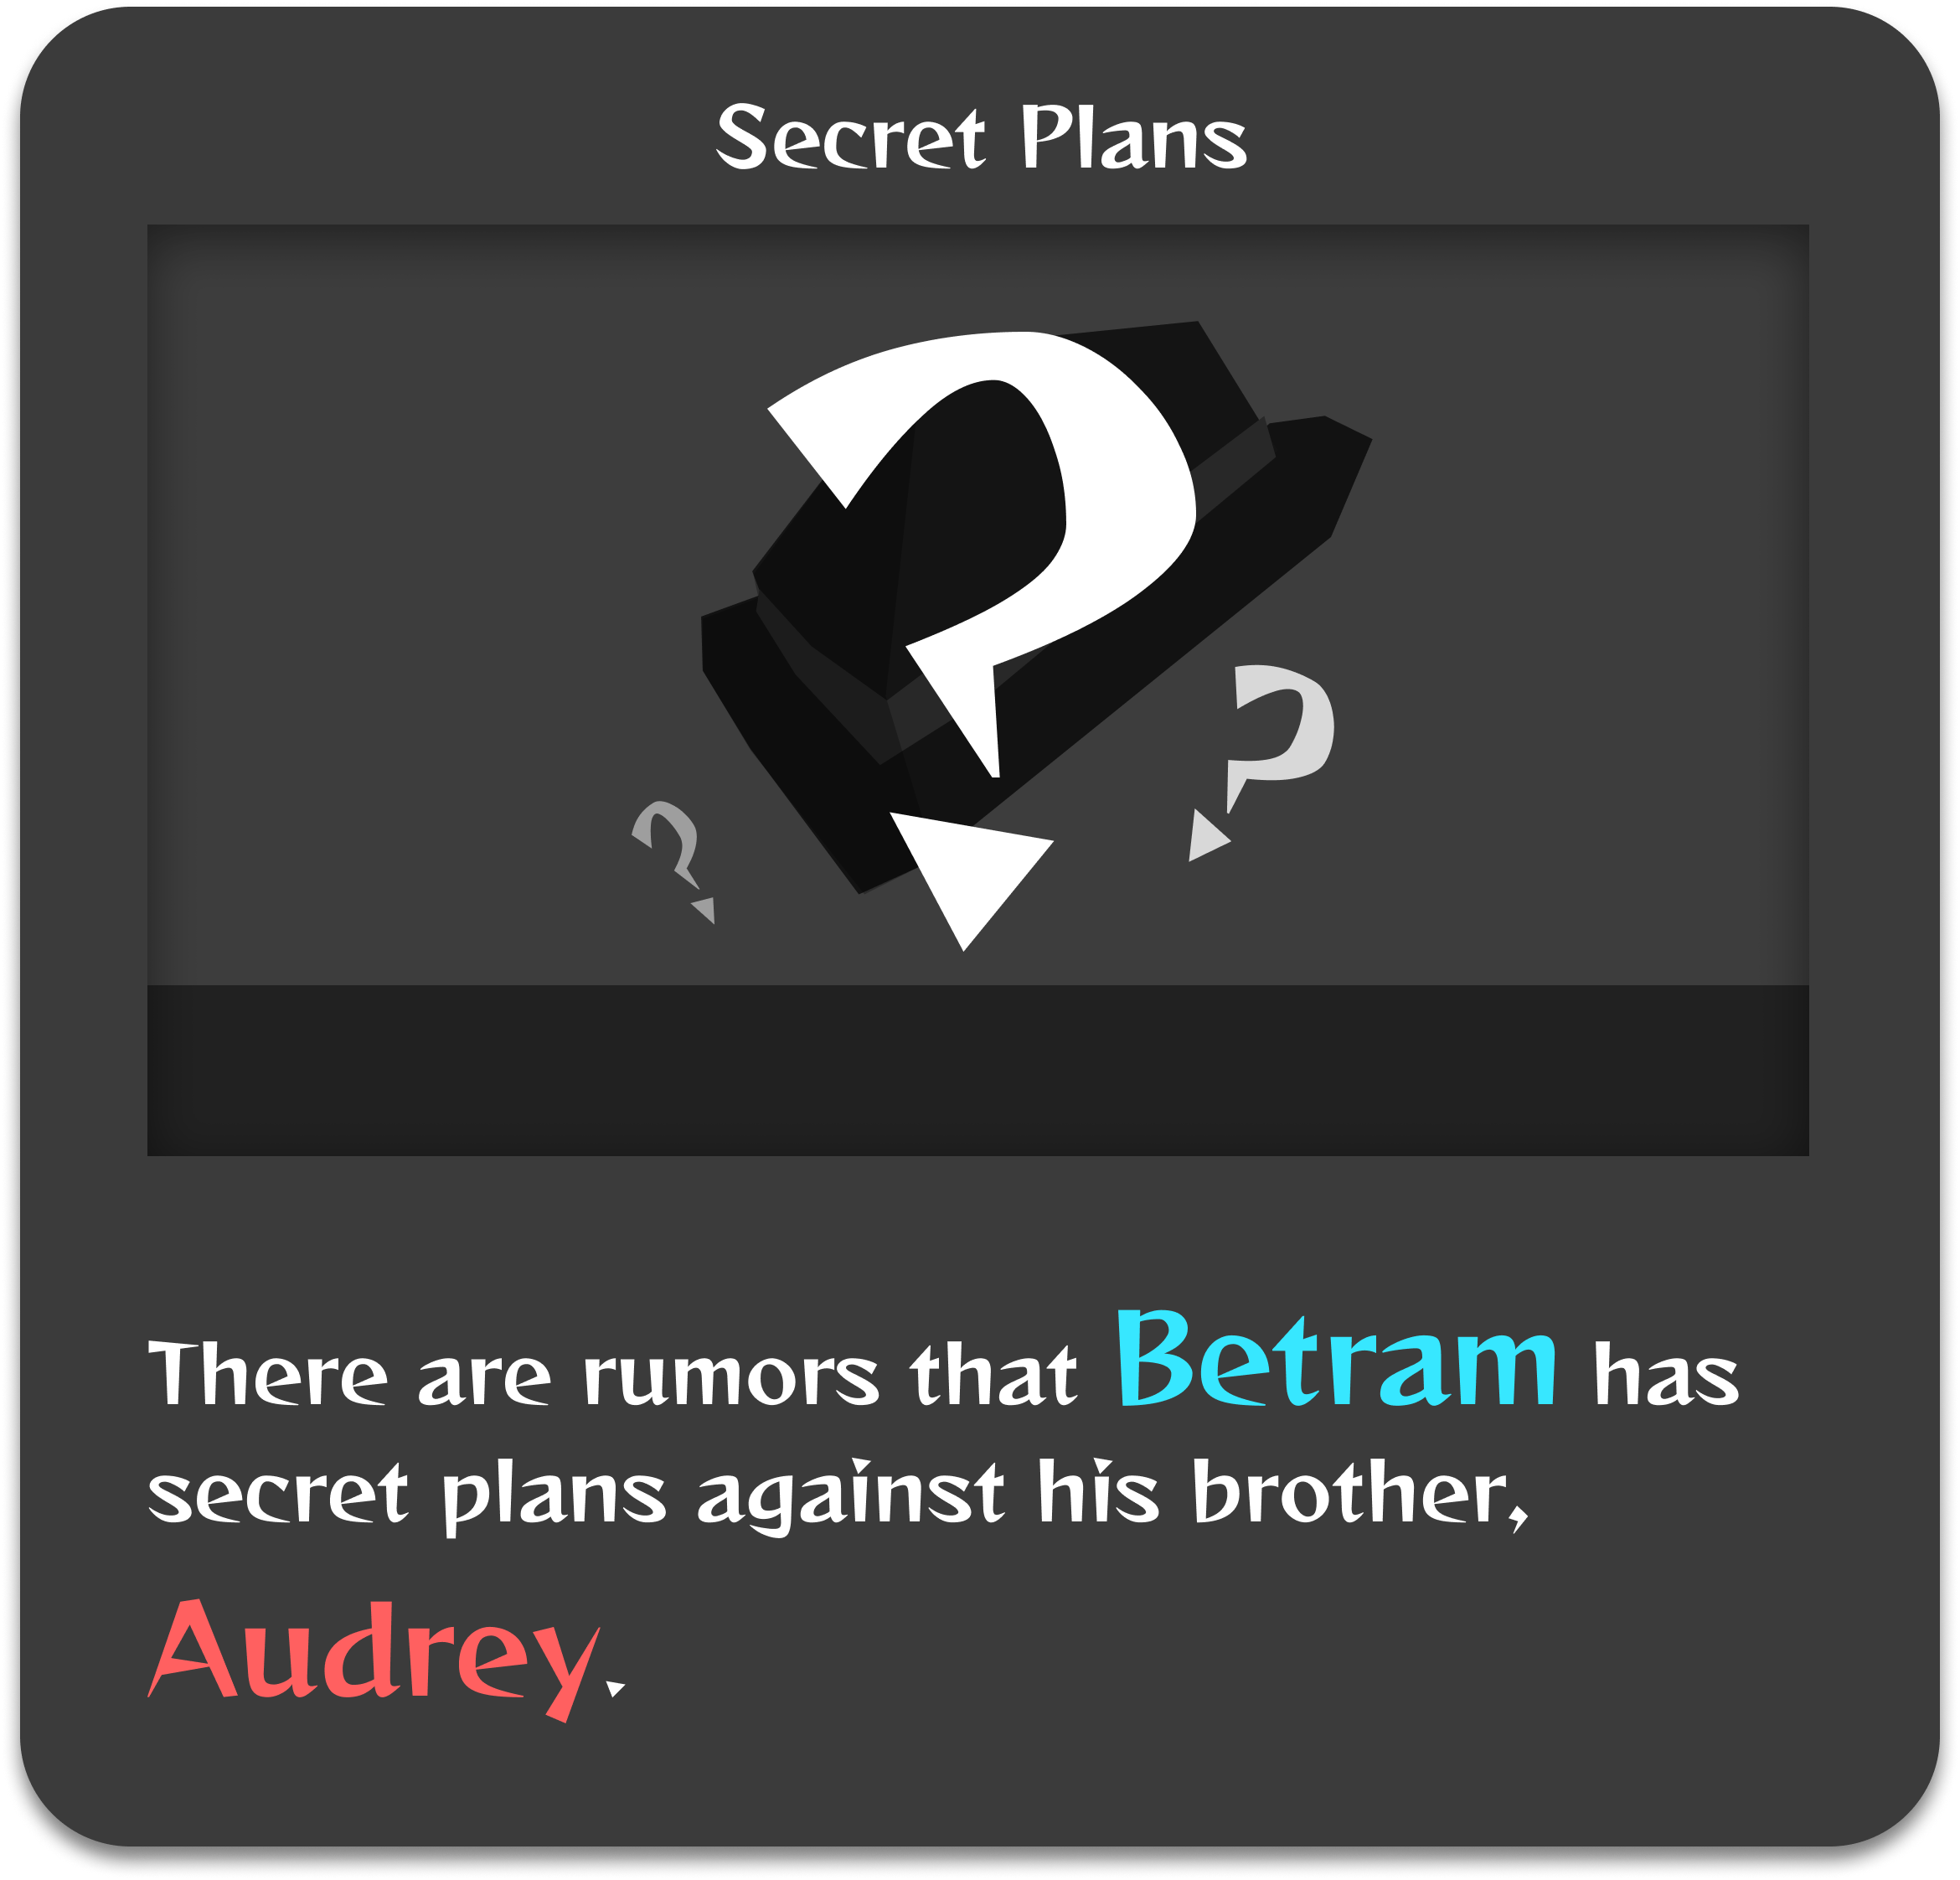 Secret Plans
? ? ?
There are rumors that Betram has
secret plans against his brother,
Audrey.